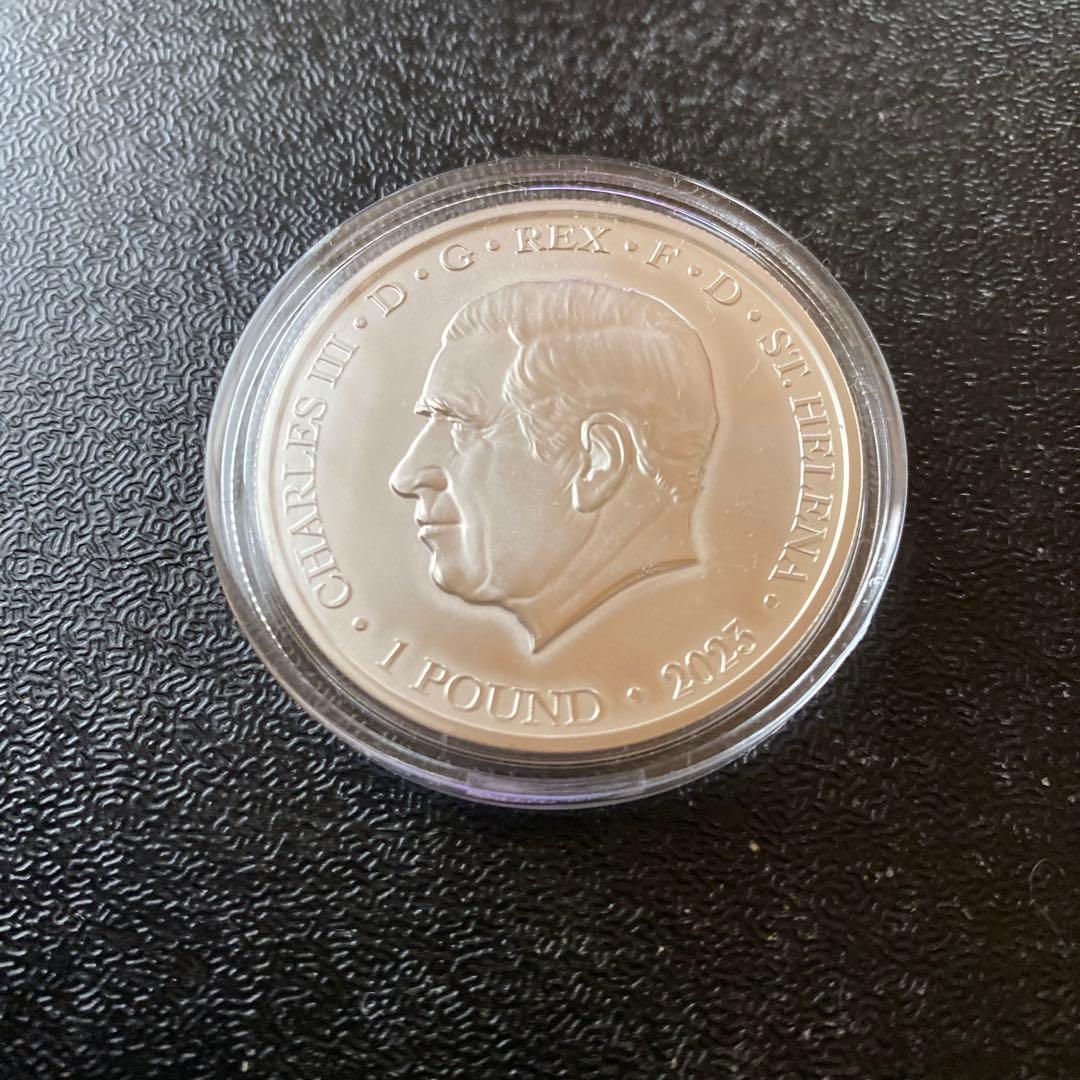 CHARLES III · D · G · REX · F · D · ST. HELENA ·
1 POUND · 2023 ·